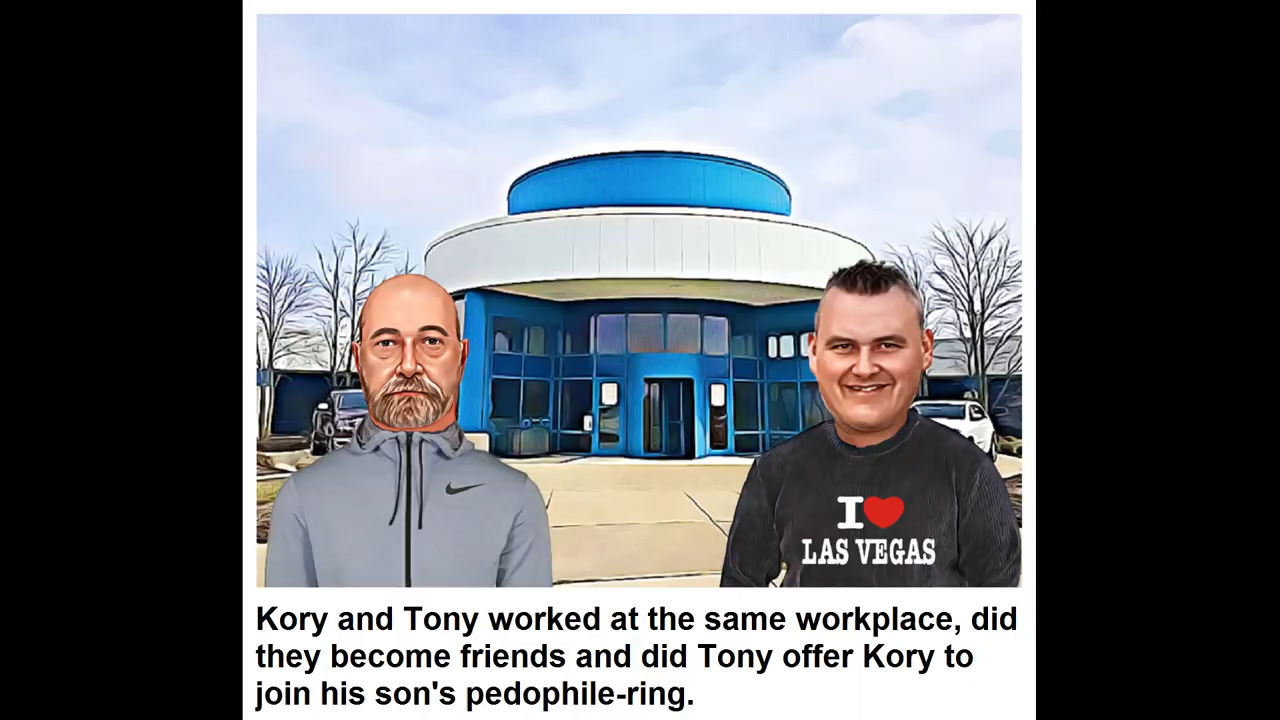 I❤
LAS VEGAS
Kory and Tony worked at the same workplace, did
they become friends and did Tony offer Kory to
join his son's pedophile-ring.